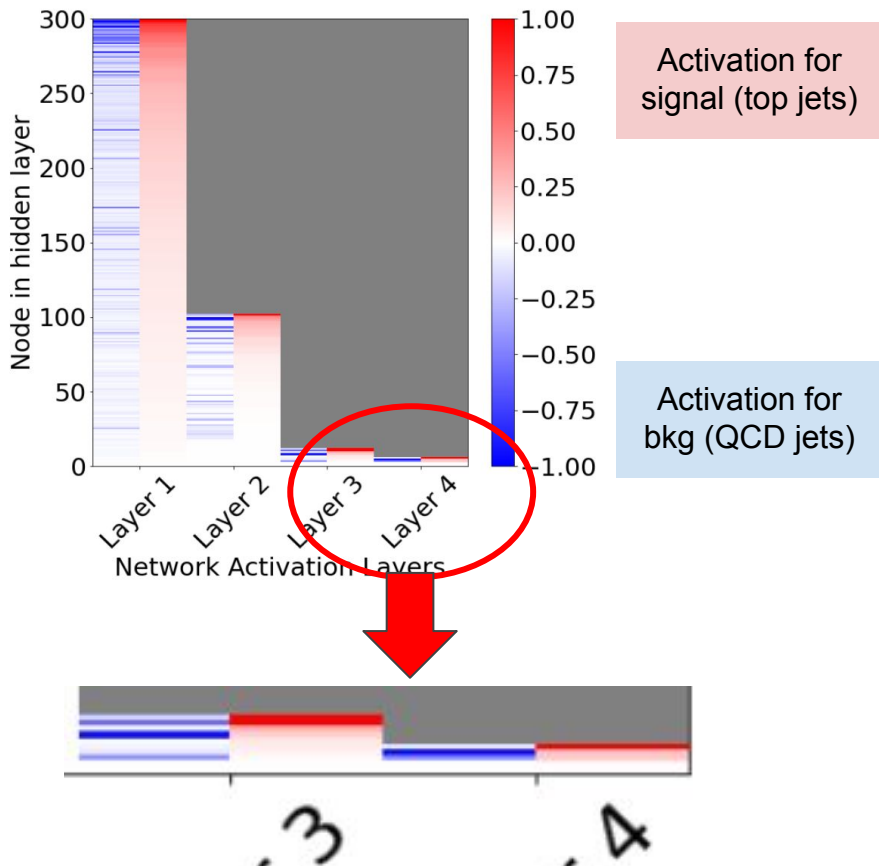 300
250
200
150
100
50
0
Node in hidden layer
Layer 1
Layer 2
Layer 3
Layer 4
Network Activation Layers
1.00
0.75
0.50
0.25
0.00
−0.25
−0.50
−0.75
−1.00
Activation for
signal (top jets)
Activation for
bkg (QCD jets)
3
4